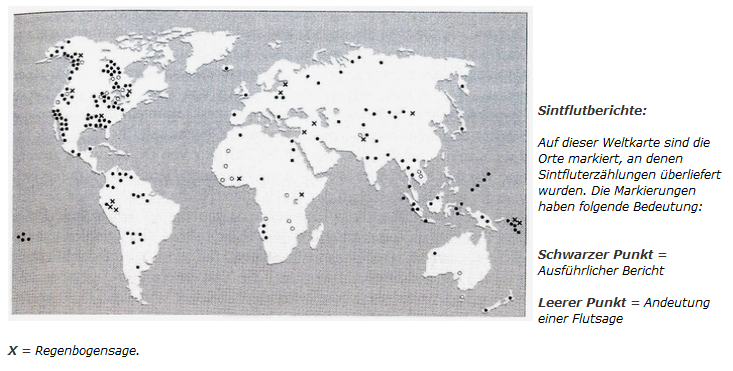 Sintflutberichte:
Auf dieser Weltkarte sind die
Orte markiert, an denen
Sintfluterzählungen überliefert
wurden. Die Markierungen
haben folgende Bedeutung:
Schwarzer Punkt =
Ausführlicher Bericht
Leerer Punkt = Andeutung
einer Flutsage
X = Regenbogensage.